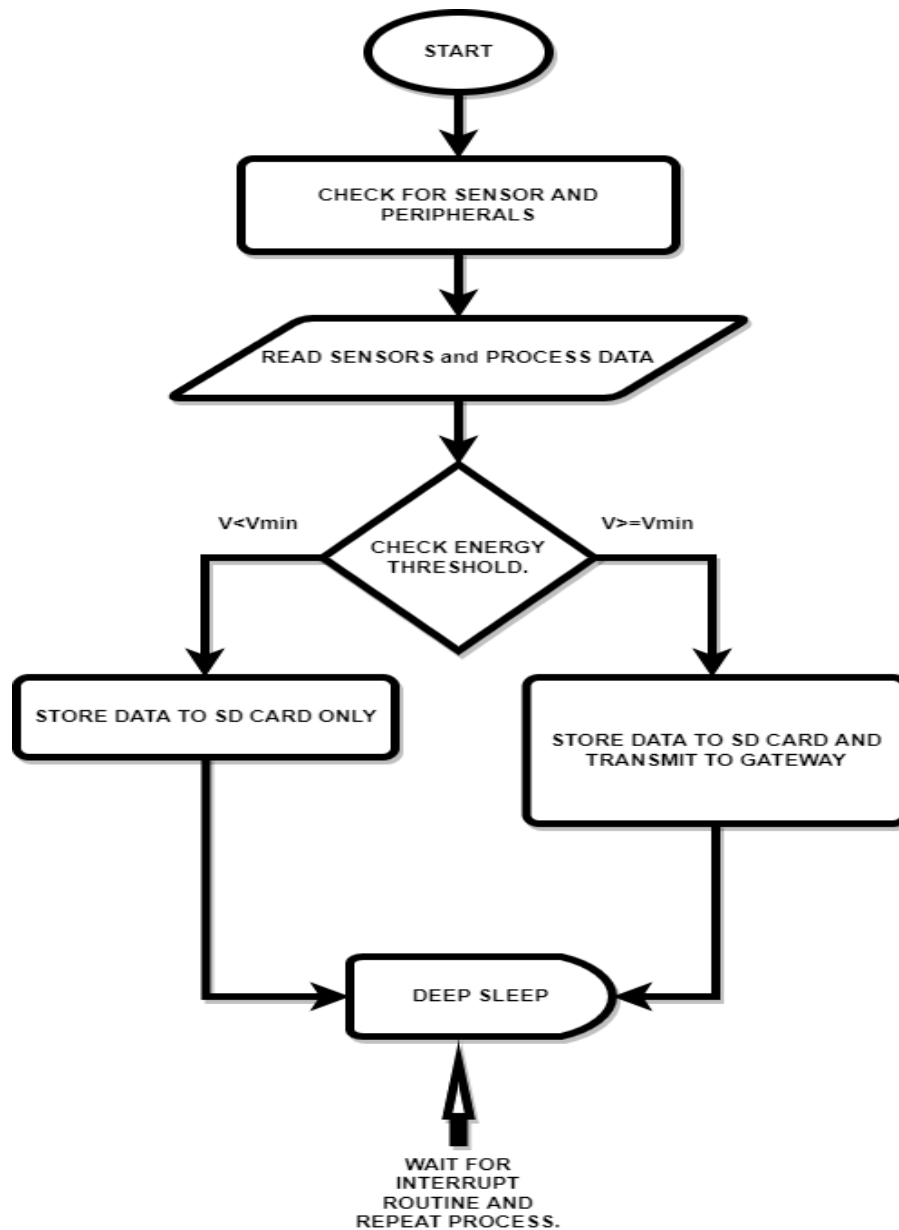 START
CHECK FOR SENSOR AND
PERIPHERALS
READ SENSORS and PROCESS DATA
V<Vmin
V>=Vmin
CHECK ENERGY
THRESHOLD.
STORE DATA TO SD CARD ONLY
STORE DATA TO SD CARD AND
TRANSMIT TO GATEWAY
DEEP SLEEP
WAIT FOR
INTERRUPT
ROUTINE AND
REPEAT PROCESS.